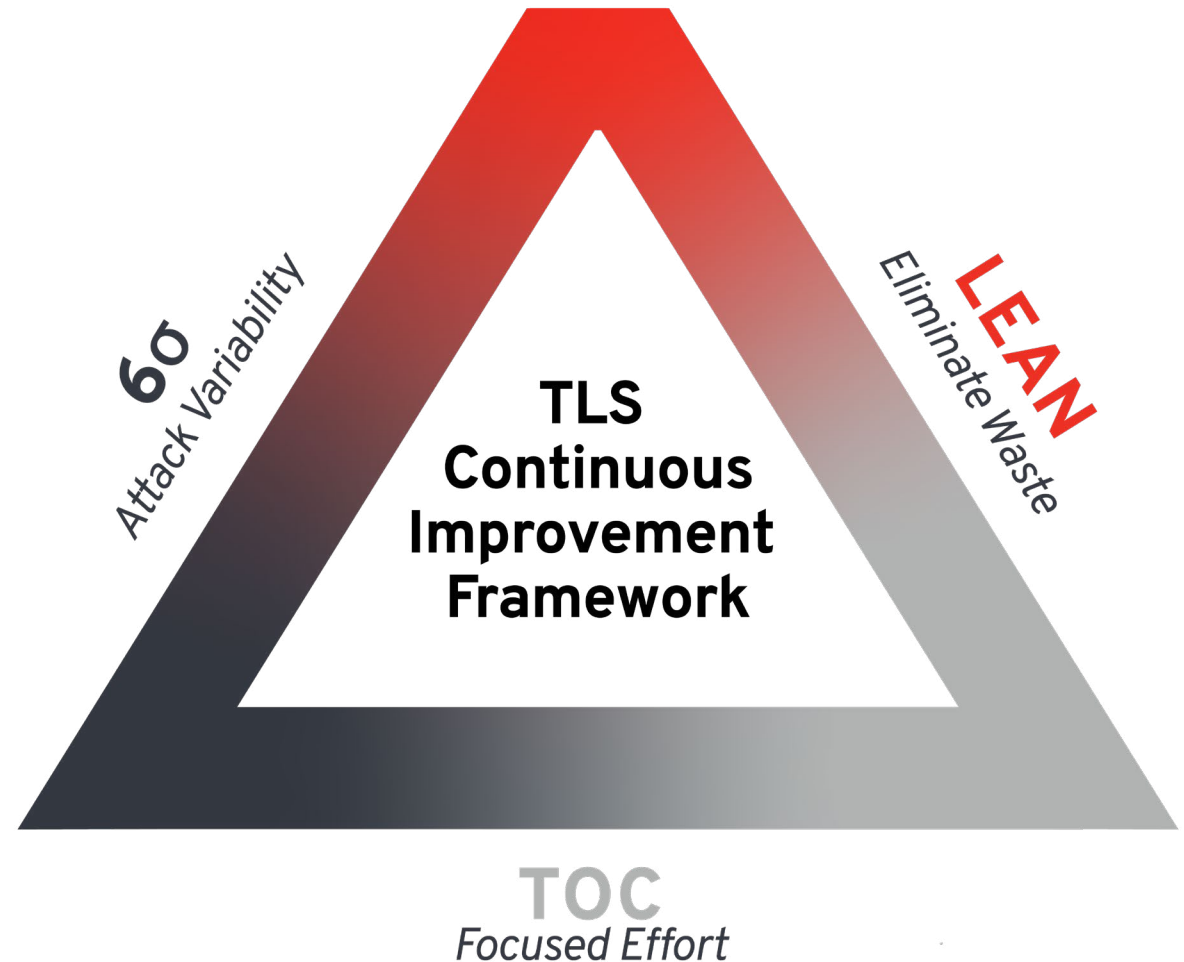 6σ
Attack Variability
LEAN
Eliminate Waste
TLS
Continuous
Improvement
Framework
TOC
Focused Effort